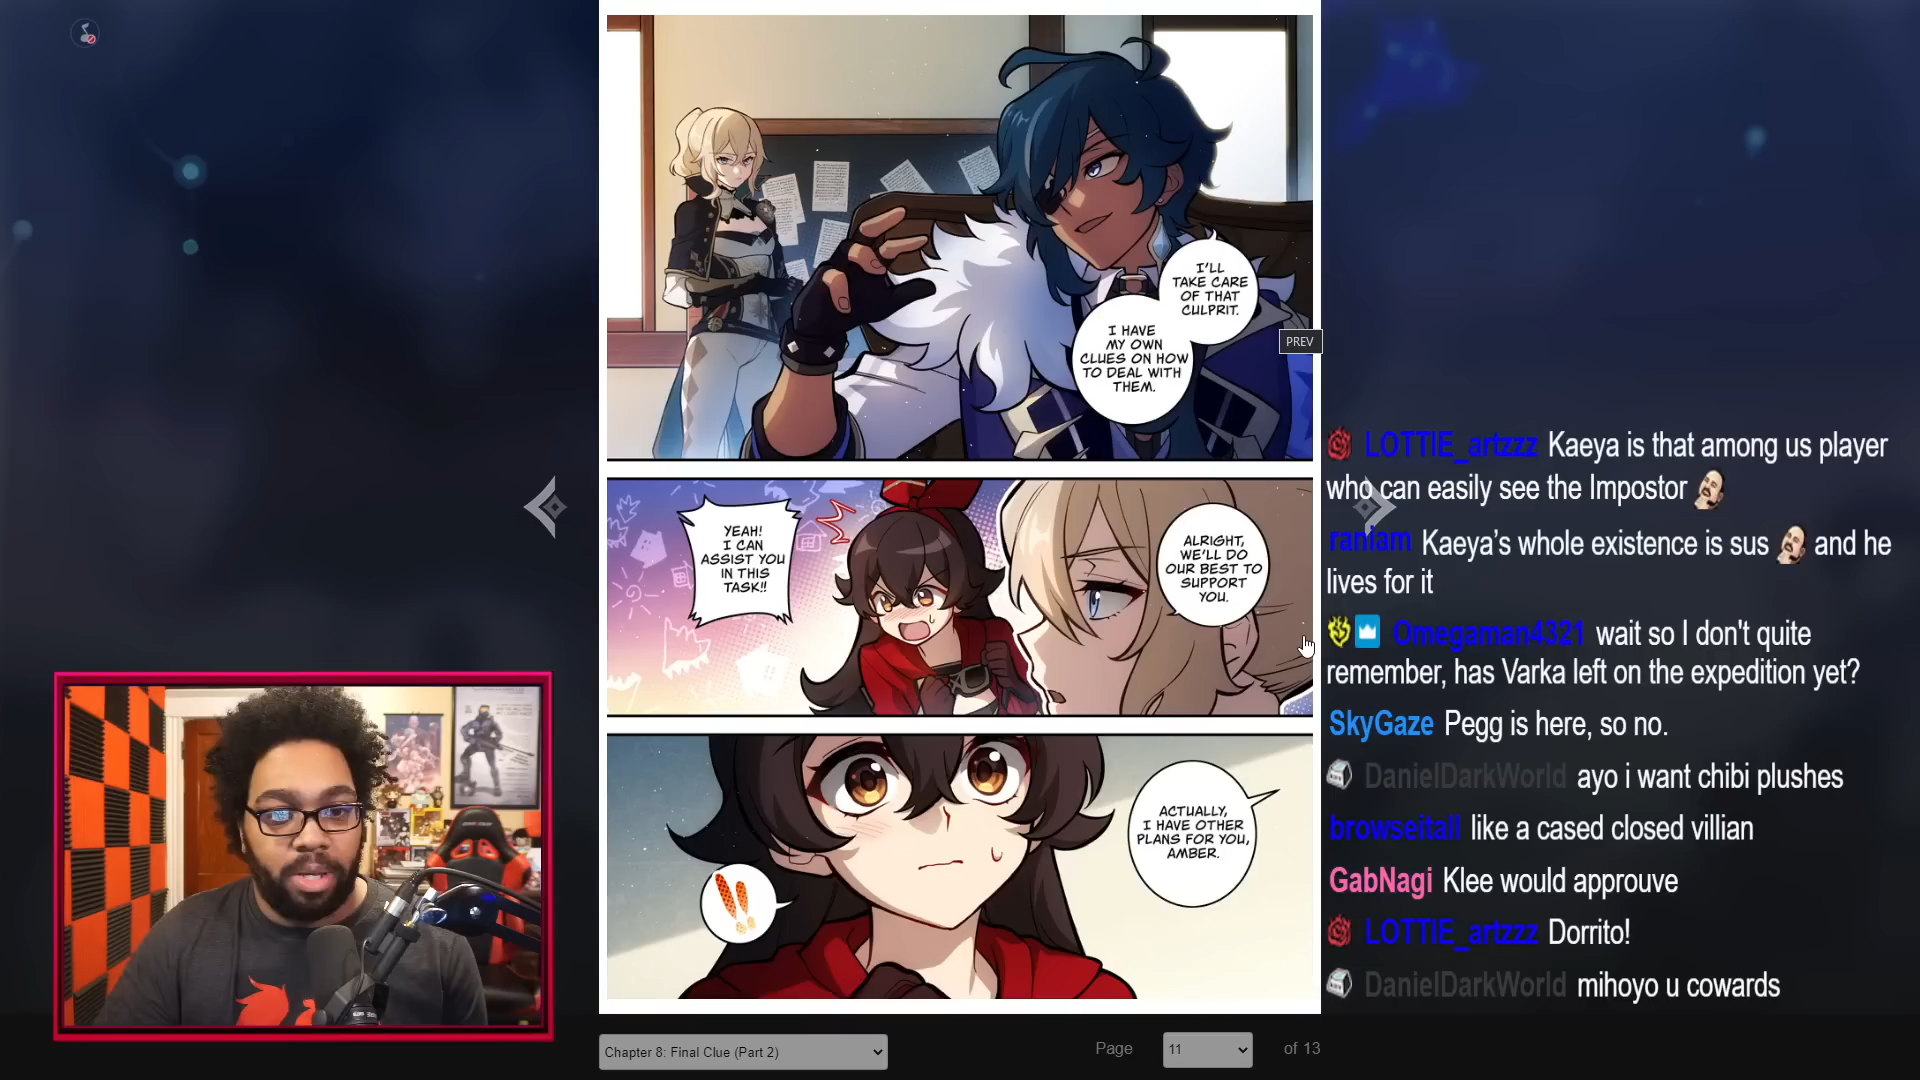 I'LL
TAKE CARE
OF THAT
CULPRIT.
I HAVE
MY OWN
CLUES ON HOW
TO DEAL WITH
THEM.
PREV
YEAH!
I CAN
ASSIST YOU
IN THIS
TASK!!
ALRIGHT,
WE'LL DO
OUR BEST TO
SUPPORT
YOU.
ACTUALLY,
I HAVE OTHER
PLANS FOR YOU,
AMBER.
!!
LOTTIE_artzzz Kaeya is that among us player
who can easily see the Impostor
raniam Kaeya's whole existence is sus and he
lives for it
Omegaman4321 wait so I don't quite
remember, has Varka left on the expedition yet?
SkyGaze Pegg is here, so no.
DanielDarkWorld ayo i want chibi plushes
browseitall like a cased closed villian
GabNagi Klee would approuve
LOTTIE_artzzz Dorrito!
DanielDarkWorld mihoyo u cowards
Chapter 8: Final Clue (Part 2)
Page 11 of 13